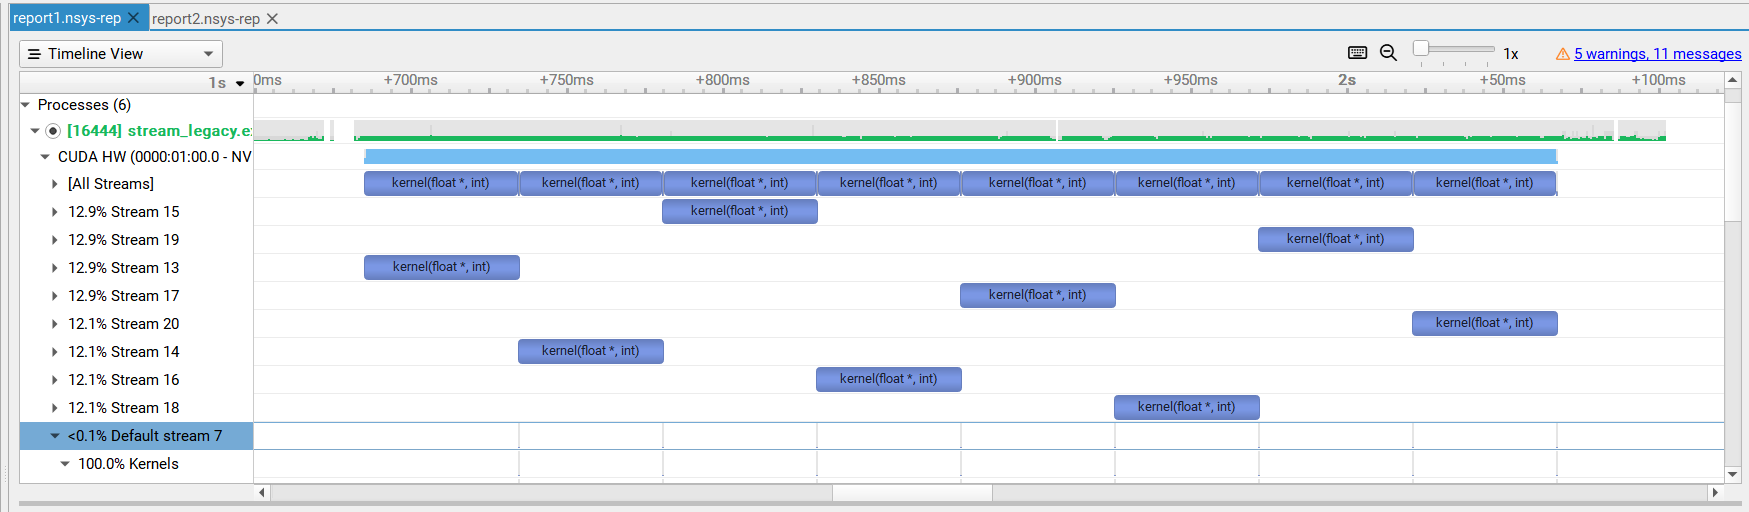 report1.nsys-rep report2.nsys-rep
Timeline View 1x 5 warnings, 11 messages
1s 0ms +700ms +750ms +800ms +850ms +900ms +950ms 2s +50ms +100ms
Processes (6)
[16444] stream_legacy.e
CUDA HW (0000:01:00.0 - NV
[All Streams] kernel(float *, int) kernel(float *, int) kernel(float *, int) kernel(float *, int) kernel(float *, int) kernel(float *, int) kernel(float *, int) kernel(float *, int)
12.9% Stream 15 kernel(float *, int)
12.9% Stream 19 kernel(float *, int)
12.9% Stream 13 kernel(float *, int)
12.9% Stream 17 kernel(float *, int)
12.1% Stream 20 kernel(float *, int)
12.1% Stream 14 kernel(float *, int)
12.1% Stream 16 kernel(float *, int)
12.1% Stream 18 kernel(float *, int)
<0.1% Default stream 7
100.0% Kernels